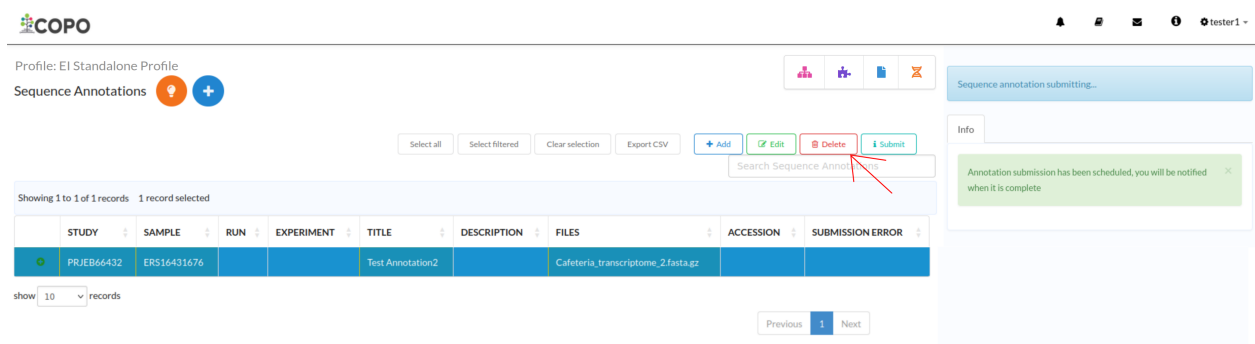 COPO
tester1
Profile: EI Standalone Profile
Sequence Annotations
Sequence annotation submitting...
Info
Annotation submission has been scheduled, you will be notified
when it is complete
Select all
Select filtered
Clear selection
Export CSV
Add
Edit
Delete
Submit
Search Sequence Annotations
Showing 1 to 1 of 1 records 1 record selected
STUDY SAMPLE RUN EXPERIMENT TITLE DESCRIPTION FILES ACCESSION SUBMISSION ERROR
PRJEB66432 ERS16431676 Test Annotation2 Cafeteria_transcriptome_2.fasta.gz
show 10 records
Previous 1 Next